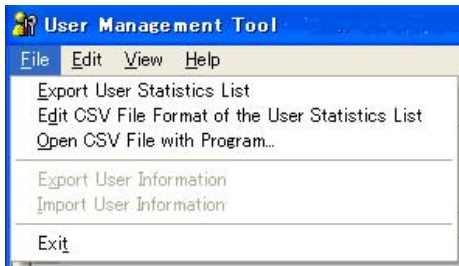 User Management Tool
File Edit View Help
Export User Statistics List
Edit CSV File Format of the User Statistics List
Open CSV File with Program...
Export User Information
Import User Information
Exit